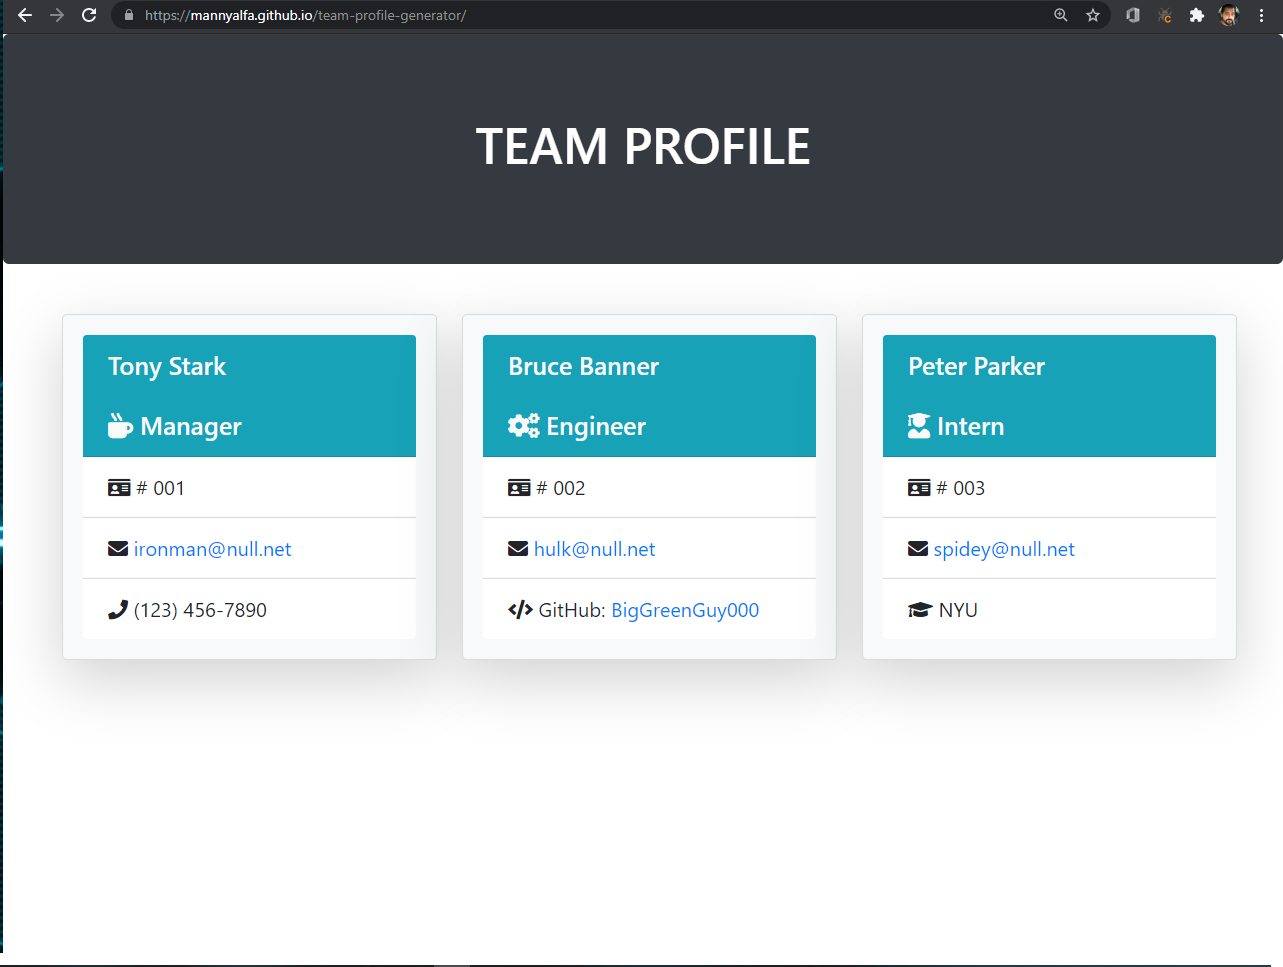 https://mannyalfa.github.io/team-profile-generator/
TEAM PROFILE
Tony Stark
Manager
# 001
ironman@null.net
(123) 456-7890
Bruce Banner
Engineer
# 002
hulk@null.net
GitHub: BigGreenGuy000
Peter Parker
Intern
# 003
spidey@null.net
NYU